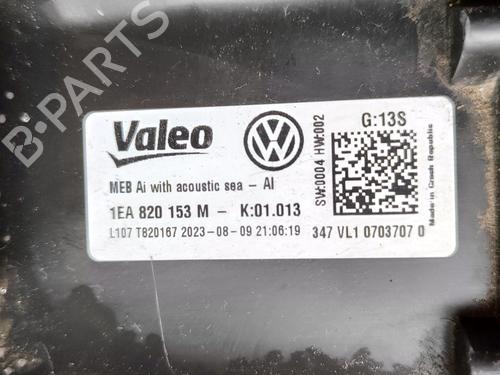 B-PARTS
Valeo
G:13S
SW:0004 HW:002
Made in Czech Republic
MEB Ai with acoustic sea - AI
1EA 820 153 M - K:01.013
L107 T820167 2023-08-09 21:06:19
347 VL1 0703707 0